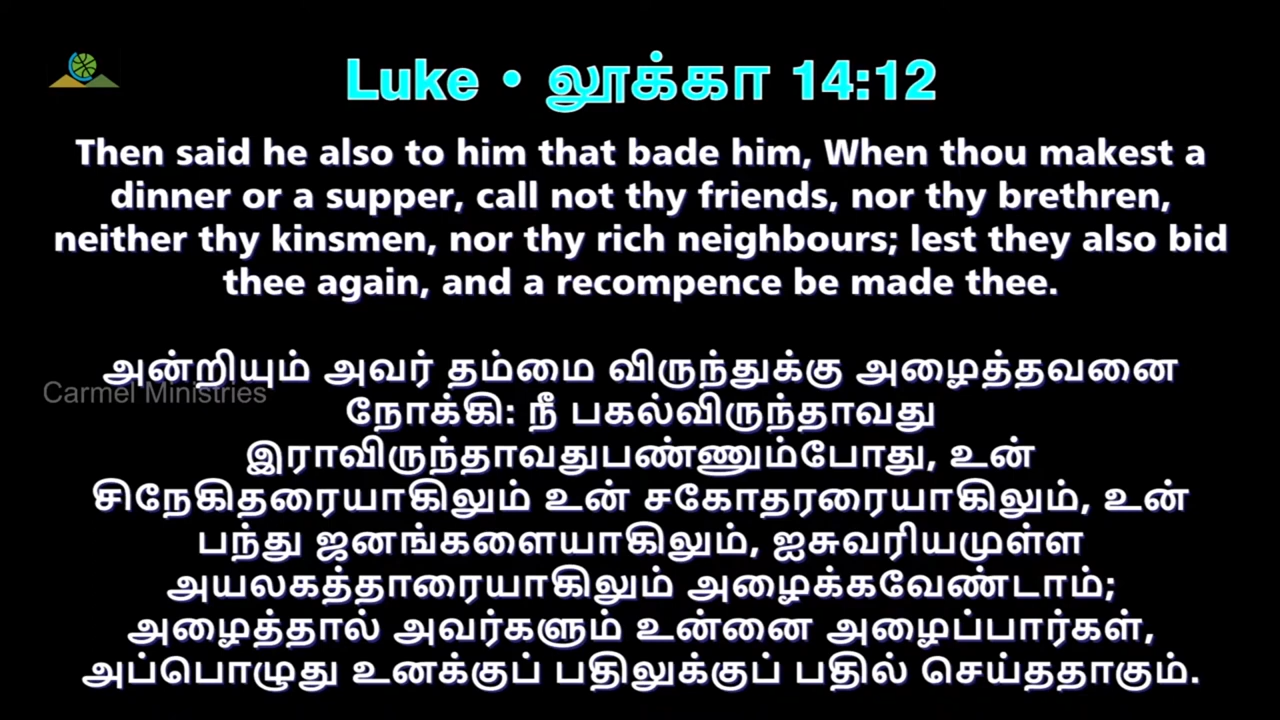 Luke • லூக்கா 14:12
Then said he also to him that bade him, When thou makest a
dinner or a supper, call not thy friends, nor thy brethren,
neither thy kinsmen, nor thy rich neighbours; lest they also bid
thee again, and a recompence be made thee.
அன்றியும் அவர் தம்மை விருந்துக்கு அழைத்தவனை
Carmel Ministries
நோக்கி: நீ பகல்விருந்தாவது
இராவிருந்தாவதுபண்ணும்போது, உன்
சிநேகிதரையாகிலும் உன் சகோதரரையாகிலும், உன்
பந்து ஜனங்களையாகிலும், ஐசுவரியமுள்ள
அயலகத்தாரையாகிலும் அழைக்கவேண்டாம்;
அழைத்தால் அவர்களும் உன்னை அழைப்பார்கள்,
அப்பொழுது உனக்குப் பதிலுக்குப் பதில் செய்ததாகும்.